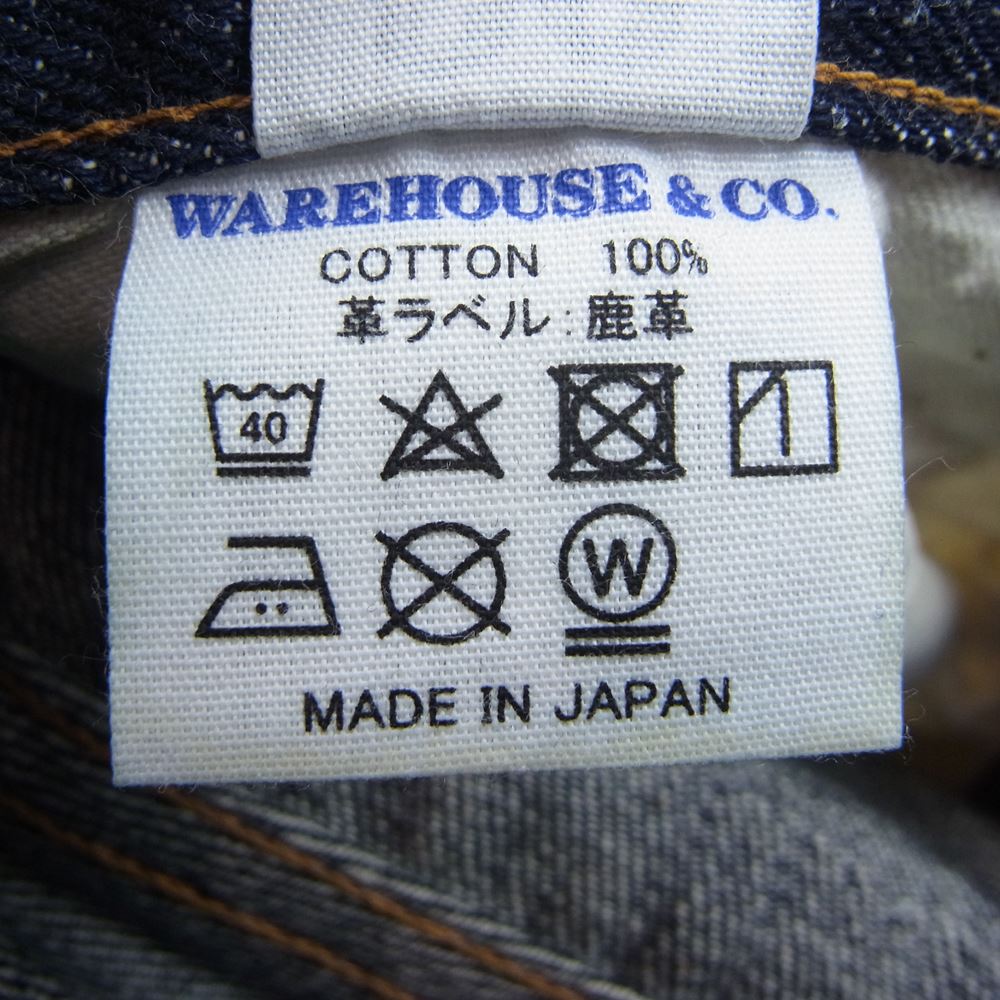 WAREHOUSE & CO.
COTTON 100%
革ラベル:鹿革
40
W
MADE IN JAPAN